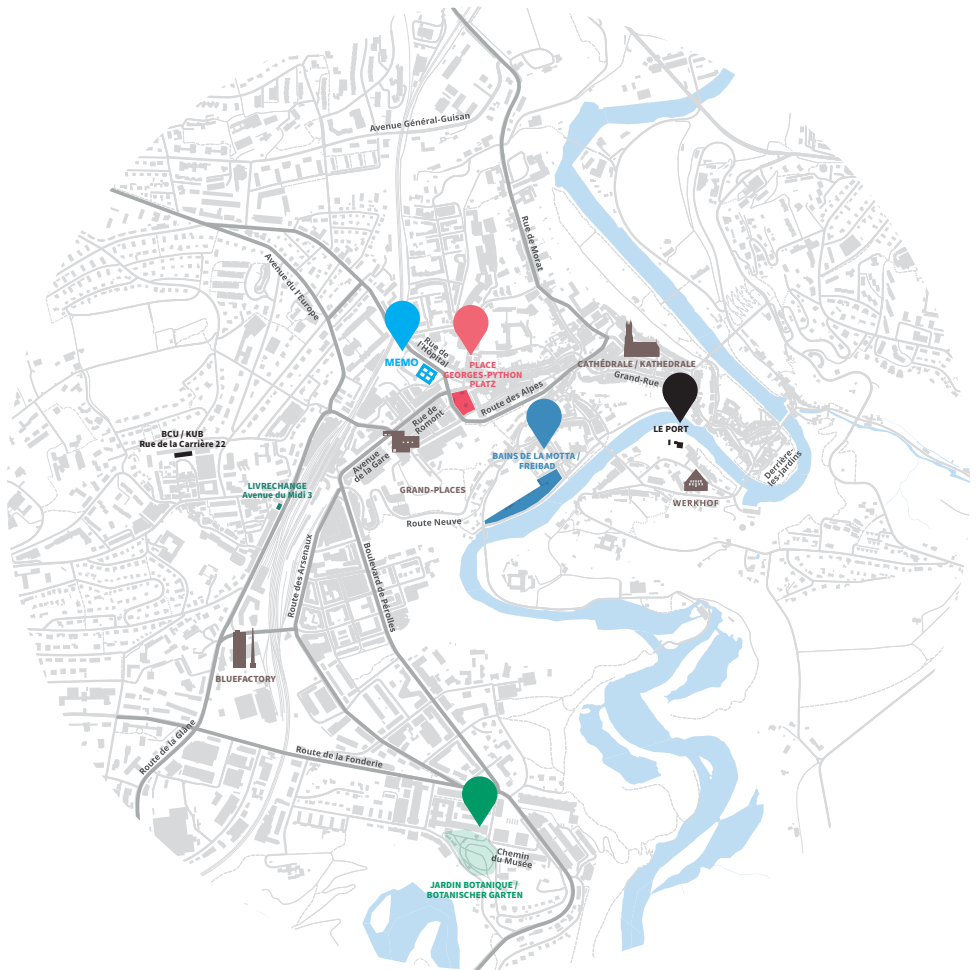 Avenue Général-Guisan
Rue de Morat
Avenue du l'Europe
Rue de
l'Hôpital
MEMO
PLACE
GEORGES-PYTHON
PLATZ
CATHÉDRALE / KATHEDRALE
Grand-Rue
Route des Alpes
Rue de
Romont
LE PORT
BCU / KUB
Rue de la Carrière 22
BAINS DE LA MOTTA /
FREIBAD
Avenue
de la Gare
Derrière-
les-Jardins
LIVRECHANGE
Avenue du Midi 3
GRAND-PLACES
WERKHOF
Route Neuve
Route des Arsenaux
Boulevard de Pérolles
BLUEFACTORY
Route de la Glâne
Route de la Fonderie
Chemin
du Musée
JARDIN BOTANIQUE /
BOTANISCHER GARTEN